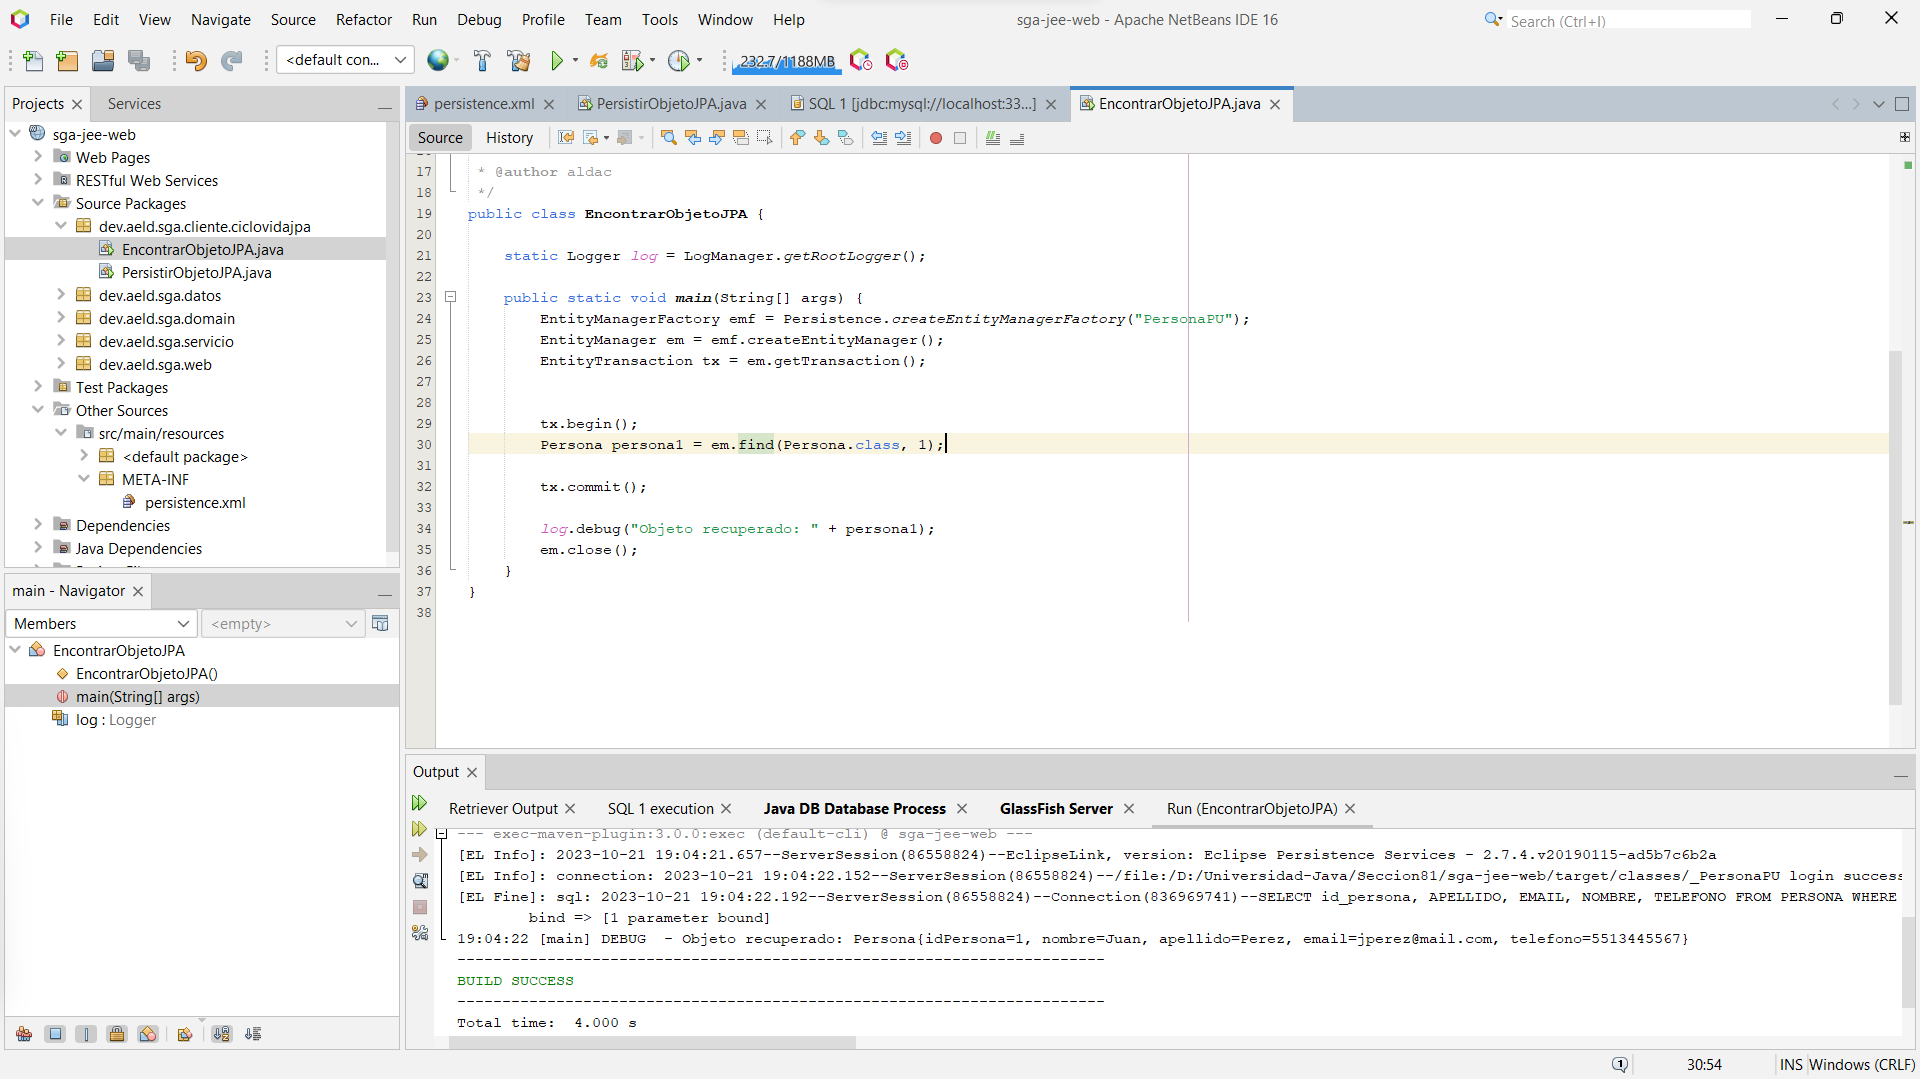 File Edit View Navigate Source Refactor Run Debug Profile Team Tools Window Help
sga-jee-web - Apache NetBeans IDE 16
Search (Ctrl+I)
<default con...
232.7/1188MB
Projects Services
sga-jee-web
Web Pages
RESTful Web Services
Source Packages
dev.aeld.sga.cliente.ciclovidajpa
EncontrarObjetoJPA.java
PersistirObjetoJPA.java
dev.aeld.sga.datos
dev.aeld.sga.domain
dev.aeld.sga.servicio
dev.aeld.sga.web
Test Packages
Other Sources
src/main/resources
<default package>
META-INF
persistence.xml
Dependencies
Java Dependencies
main - Navigator
Members <empty>
EncontrarObjetoJPA
EncontrarObjetoJPA()
main(String[] args)
log : Logger
persistence.xml PersistirObjetoJPA.java SQL 1 [jdbc:mysql://localhost:33...] EncontrarObjetoJPA.java
Source History
17 * @author aldac
18 */
19 public class EncontrarObjetoJPA {
20
21 static Logger log = LogManager.getRootLogger();
22
23 public static void main(String[] args) {
24 EntityManagerFactory emf = Persistence.createEntityManagerFactory("PersonaPU");
25 EntityManager em = emf.createEntityManager();
26 EntityTransaction tx = em.getTransaction();
27
28
29 tx.begin();
30 Persona persona1 = em.find(Persona.class, 1);
31
32 tx.commit();
33
34 log.debug("Objeto recuperado: " + persona1);
35 em.close();
36 }
37 }
38
Output
Retriever Output SQL 1 execution Java DB Database Process GlassFish Server Run (EncontrarObjetoJPA)
--- exec-maven-plugin:3.0.0:exec (default-cli) @ sga-jee-web ---
[EL Info]: 2023-10-21 19:04:21.657--ServerSession(86558824)--EclipseLink, version: Eclipse Persistence Services - 2.7.4.v20190115-ad5b7c6b2a
[EL Info]: connection: 2023-10-21 19:04:22.152--ServerSession(86558824)--/file:/D:/Universidad-Java/Seccion81/sga-jee-web/target/classes/_PersonaPU login success
[EL Fine]: sql: 2023-10-21 19:04:22.192--ServerSession(86558824)--Connection(836969741)--SELECT id_persona, APELLIDO, EMAIL, NOMBRE, TELEFONO FROM PERSONA WHERE
bind => [1 parameter bound]
19:04:22 [main] DEBUG - Objeto recuperado: Persona{idPersona=1, nombre=Juan, apellido=Perez, email=jperez@mail.com, telefono=5513445567}
------------------------------------------------------------------------
BUILD SUCCESS
------------------------------------------------------------------------
Total time: 4.000 s
1 30:54 INS Windows (CRLF)